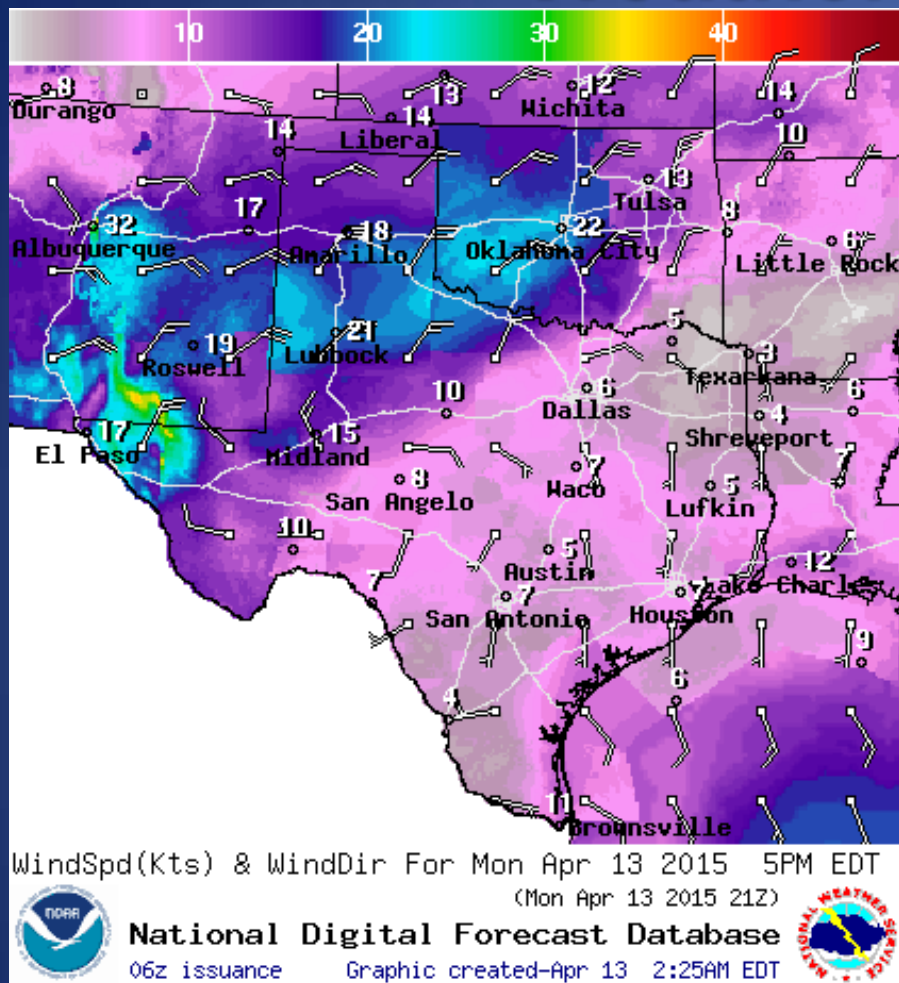 10 20 30 40
8 13 12 14
Durango Wichita
14 14 10
Liberal
13
Tulsa
32 17 18 22 8 6
Albuquerque Amarillo Oklahoma City Little Rock
19 21 5 3
Roswell Lubbock Texarkana
10 6 6
Dallas
17 15 4
El Paso Midland Shreveport
8 7 5 7
San Angelo Waco Lufkin
10 5 12
Austin Lake Charles
7 7 7
San Antonio Houston
9
4 6
11
Brownsville
WindSpd(Kts) & WindDir For Mon Apr 13 2015 5PM EDT
(Mon Apr 13 2015 21Z)
NOAA
National Digital Forecast Database
06z issuance Graphic created-Apr 13 2:25AM EDT
NATIONAL WEATHER SERVICE